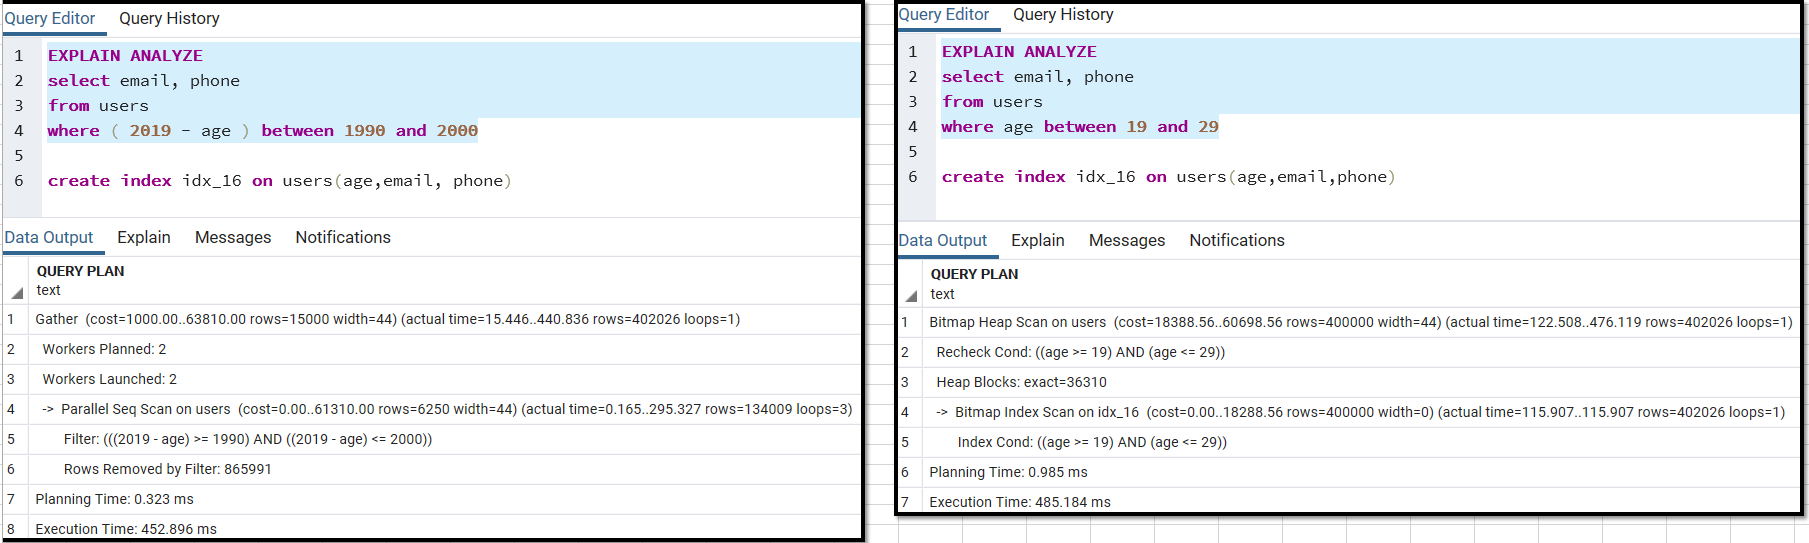 Query Editor Query History
1 EXPLAIN ANALYZE
2 select email, phone
3 from users
4 where ( 2019 - age ) between 1990 and 2000
5
6 create index idx_16 on users(age,email, phone)
Data Output Explain Messages Notifications
QUERY PLAN
text
1 Gather (cost=1000.00..63810.00 rows=15000 width=44) (actual time=15.446..440.836 rows=402026 loops=1)
2 Workers Planned: 2
3 Workers Launched: 2
4 -> Parallel Seq Scan on users (cost=0.00..61310.00 rows=6250 width=44) (actual time=0.165..295.327 rows=134009 loops=3)
5 Filter: (((2019 - age) >= 1990) AND ((2019 - age) <= 2000))
6 Rows Removed by Filter: 865991
7 Planning Time: 0.323 ms
8 Execution Time: 452.896 ms
Query Editor Query History
1 EXPLAIN ANALYZE
2 select email, phone
3 from users
4 where age between 19 and 29
5
6 create index idx_16 on users(age,email,phone)
Data Output Explain Messages Notifications
QUERY PLAN
text
1 Bitmap Heap Scan on users (cost=18388.56..60698.56 rows=400000 width=44) (actual time=122.508..476.119 rows=402026 loops=1)
2 Recheck Cond: ((age >= 19) AND (age <= 29))
3 Heap Blocks: exact=36310
4 -> Bitmap Index Scan on idx_16 (cost=0.00..18288.56 rows=400000 width=0) (actual time=115.907..115.907 rows=402026 loops=1)
5 Index Cond: ((age >= 19) AND (age <= 29))
6 Planning Time: 0.985 ms
7 Execution Time: 485.184 ms